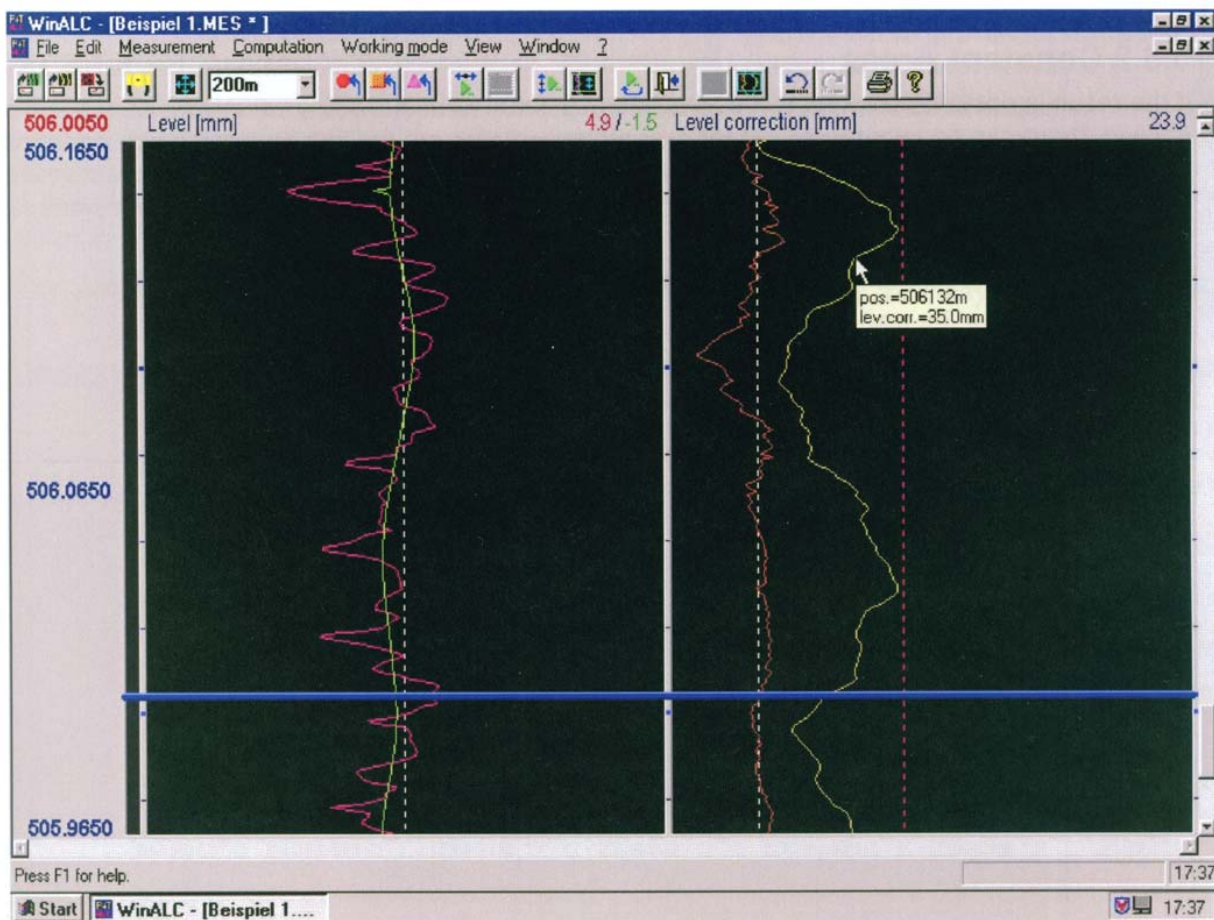 WinALC - [Beispiel 1.MES * ]
File Edit Measurement Computation Working mode View Window ?
200m
506.0050 Level [mm] 4.9 / -1.5 Level correction [mm] 23.9
506.1650
pos.=506132m
lev.corr.=35.0mm
506.0650
505.9650
Press F1 for help. 17:37
Start WinALC - [Beispiel 1.... 17:37